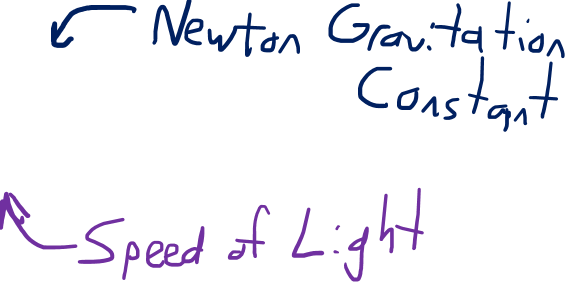 Newton Gravitation
Constant
Speed of Light